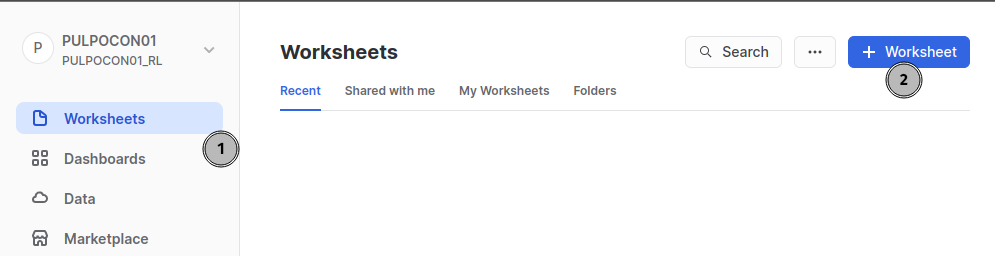 P
PULPOCON01
PULPOCON01_RL
Worksheets
Dashboards
Data
Marketplace
1
Worksheets
Search
+ Worksheet
2
Recent
Shared with me
My Worksheets
Folders